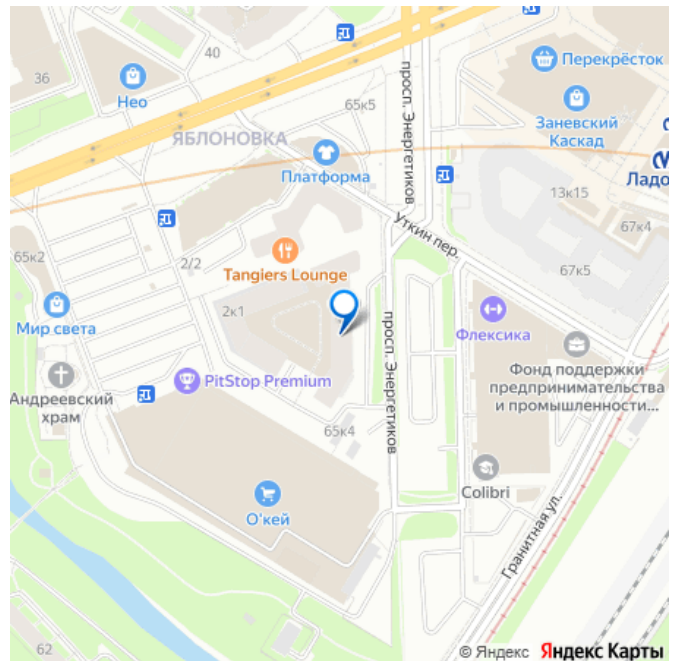 40
36
Нео
65к5
просп. Энергетиков
Перекрёсток
Заневский
Каскад
ЯБЛОНОВКА
Платформа
Ладо
13к15
67к4
Уткин пер.
65к2
2/2
Tangiers Lounge
67к5
2к1
Мир света
Флексика
просп. Энергетиков
Фонд поддержки
предпринимательства
и промышленности...
Андреевский
храм
PitStop Premium
65к4
Colibri
О'кей
Гранитная ул.
62
© Яндекс Яндекс Карты